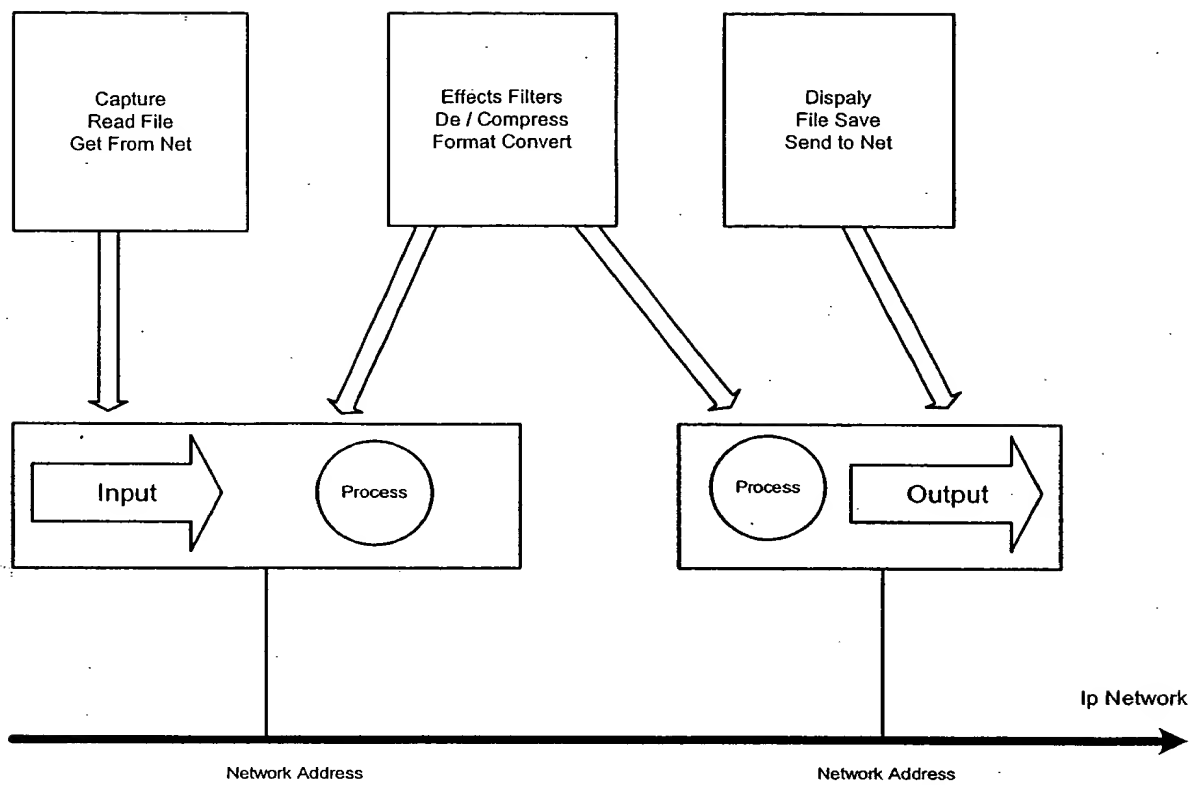 Capture
Read File
Get From Net
Effects Filters
De / Compress
Format Convert
Dispaly
File Save
Send to Net
Input
Process
Process
Output
Ip Network
Network Address
Network Address